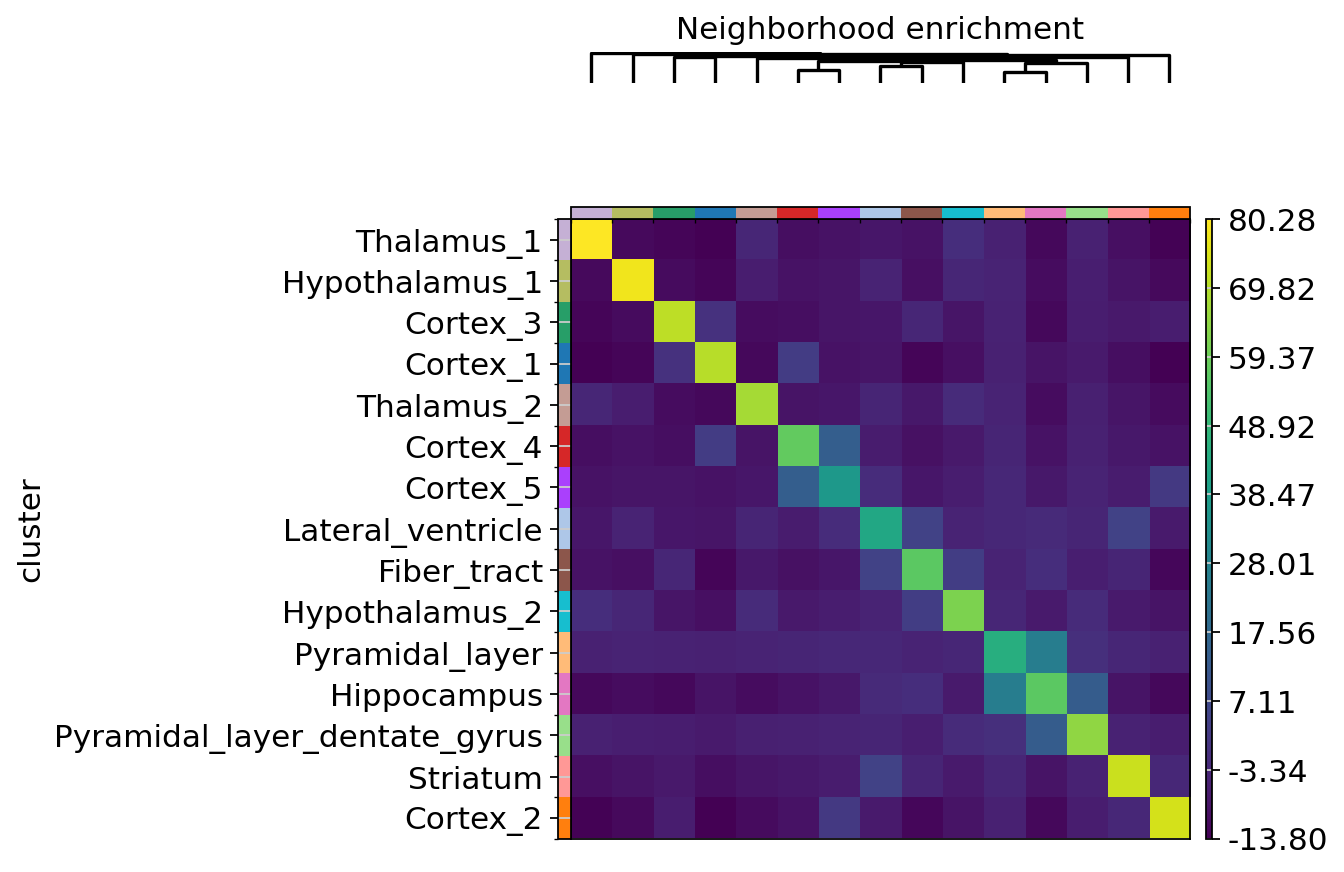 Neighborhood enrichment
cluster
Thalamus_1
Hypothalamus_1
Cortex_3
Cortex_1
Thalamus_2
Cortex_4
Cortex_5
Lateral_ventricle
Fiber_tract
Hypothalamus_2
Pyramidal_layer
Hippocampus
Pyramidal_layer_dentate_gyrus
Striatum
Cortex_2
80.28
69.82
59.37
48.92
38.47
28.01
17.56
7.11
-3.34
-13.80